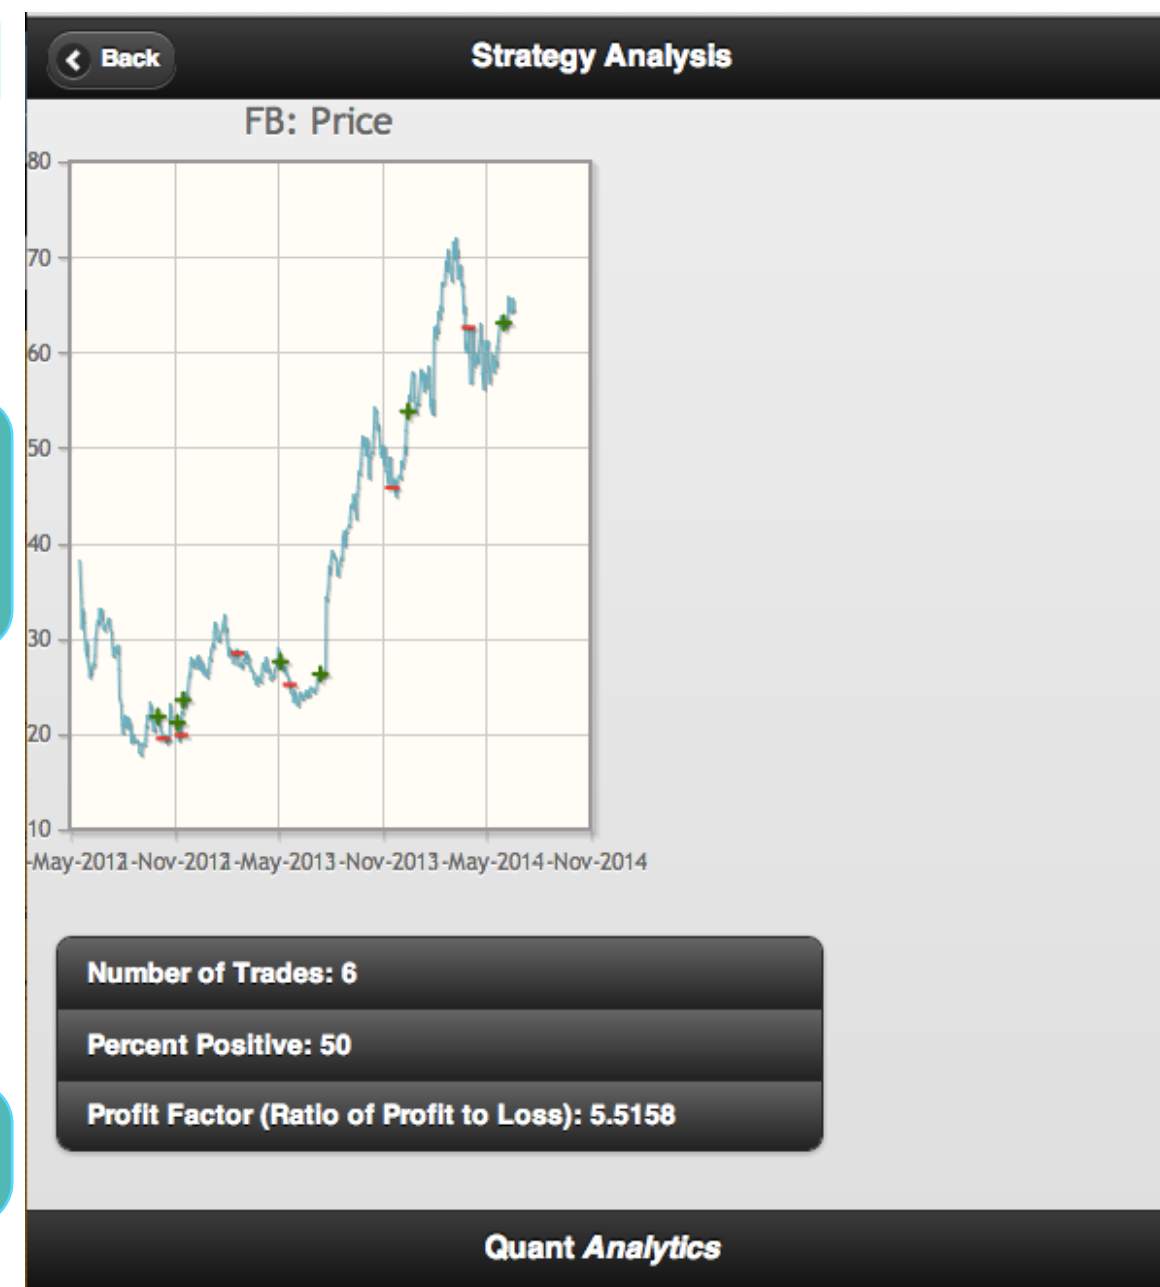 Back
Strategy Analysis
FB: Price
80
70
60
50
40
30
20
10
-May-2012 1-Nov-2012 1-May-2013 -Nov-2013 -May-2014 -Nov-2014
Number of Trades: 6
Percent Positive: 50
Profit Factor (Ratio of Profit to Loss): 5.5158
Quant Analytics